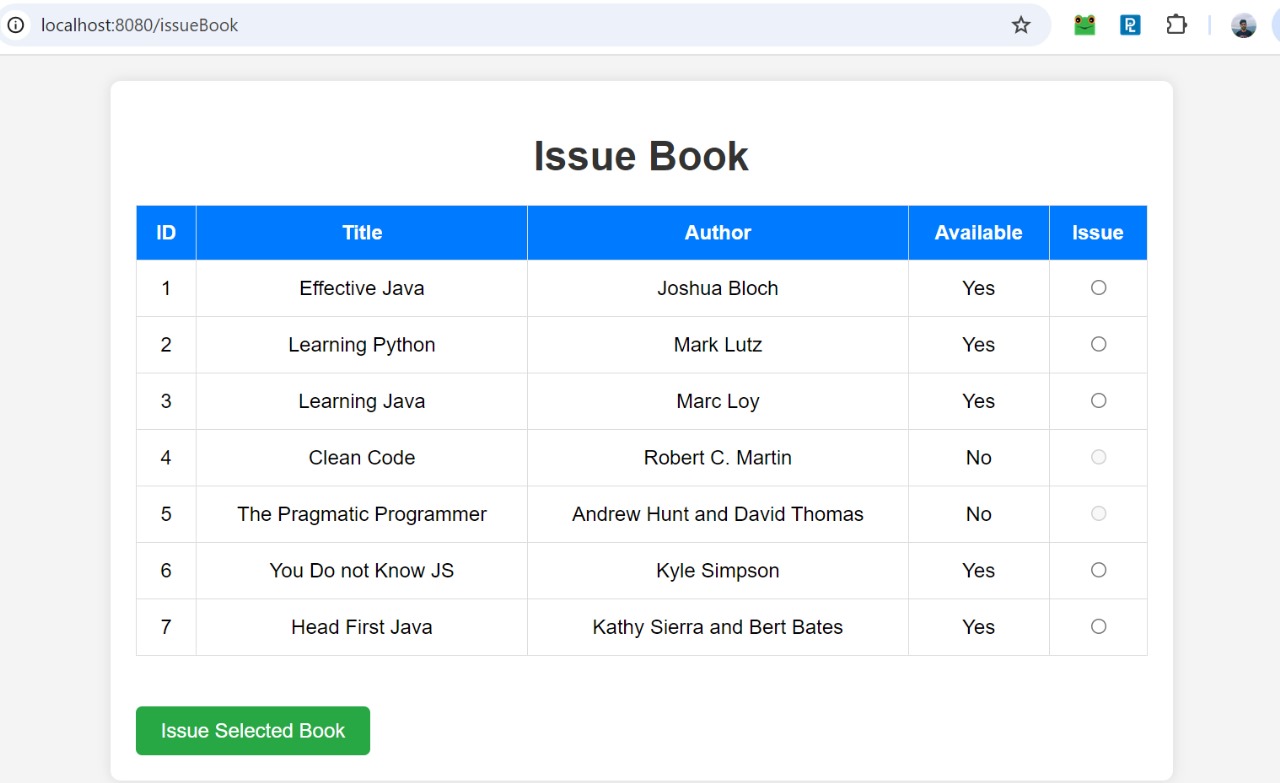 localhost:8080/issueBook
Issue Book
ID Title Author Available Issue
1 Effective Java Joshua Bloch Yes
2 Learning Python Mark Lutz Yes
3 Learning Java Marc Loy Yes
4 Clean Code Robert C. Martin No
5 The Pragmatic Programmer Andrew Hunt and David Thomas No
6 You Do not Know JS Kyle Simpson Yes
7 Head First Java Kathy Sierra and Bert Bates Yes
Issue Selected Book